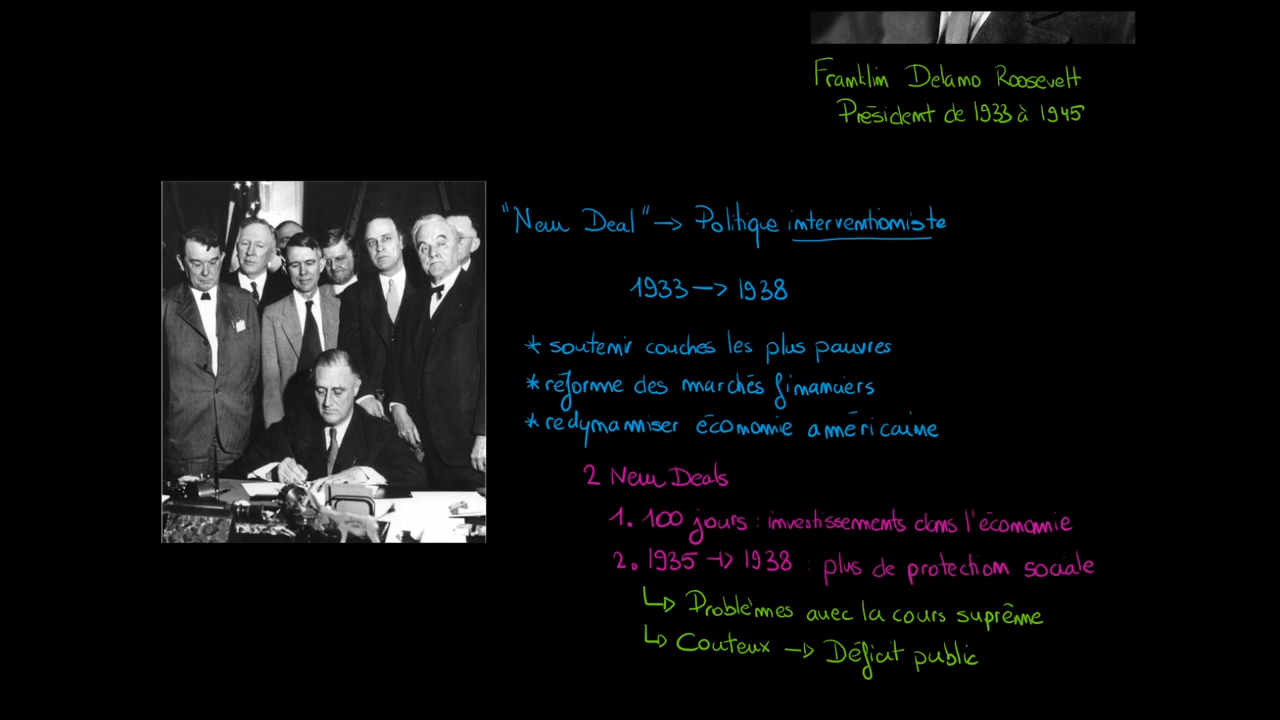 Franklin Delano Roosevelt
Président de 1933 à 1945
"New Deal" → Politique interventionniste
1933 → 1938
* soutenir couches les plus pauvres
* réforme des marchés financiers
* redynamiser économie américaine
2 New Deals
1. 100 jours : investissements dans l'économie
2. 1935 → 1938 : plus de protection sociale
↳ Problèmes avec la cours suprême
↳ Couteux → Déficit public